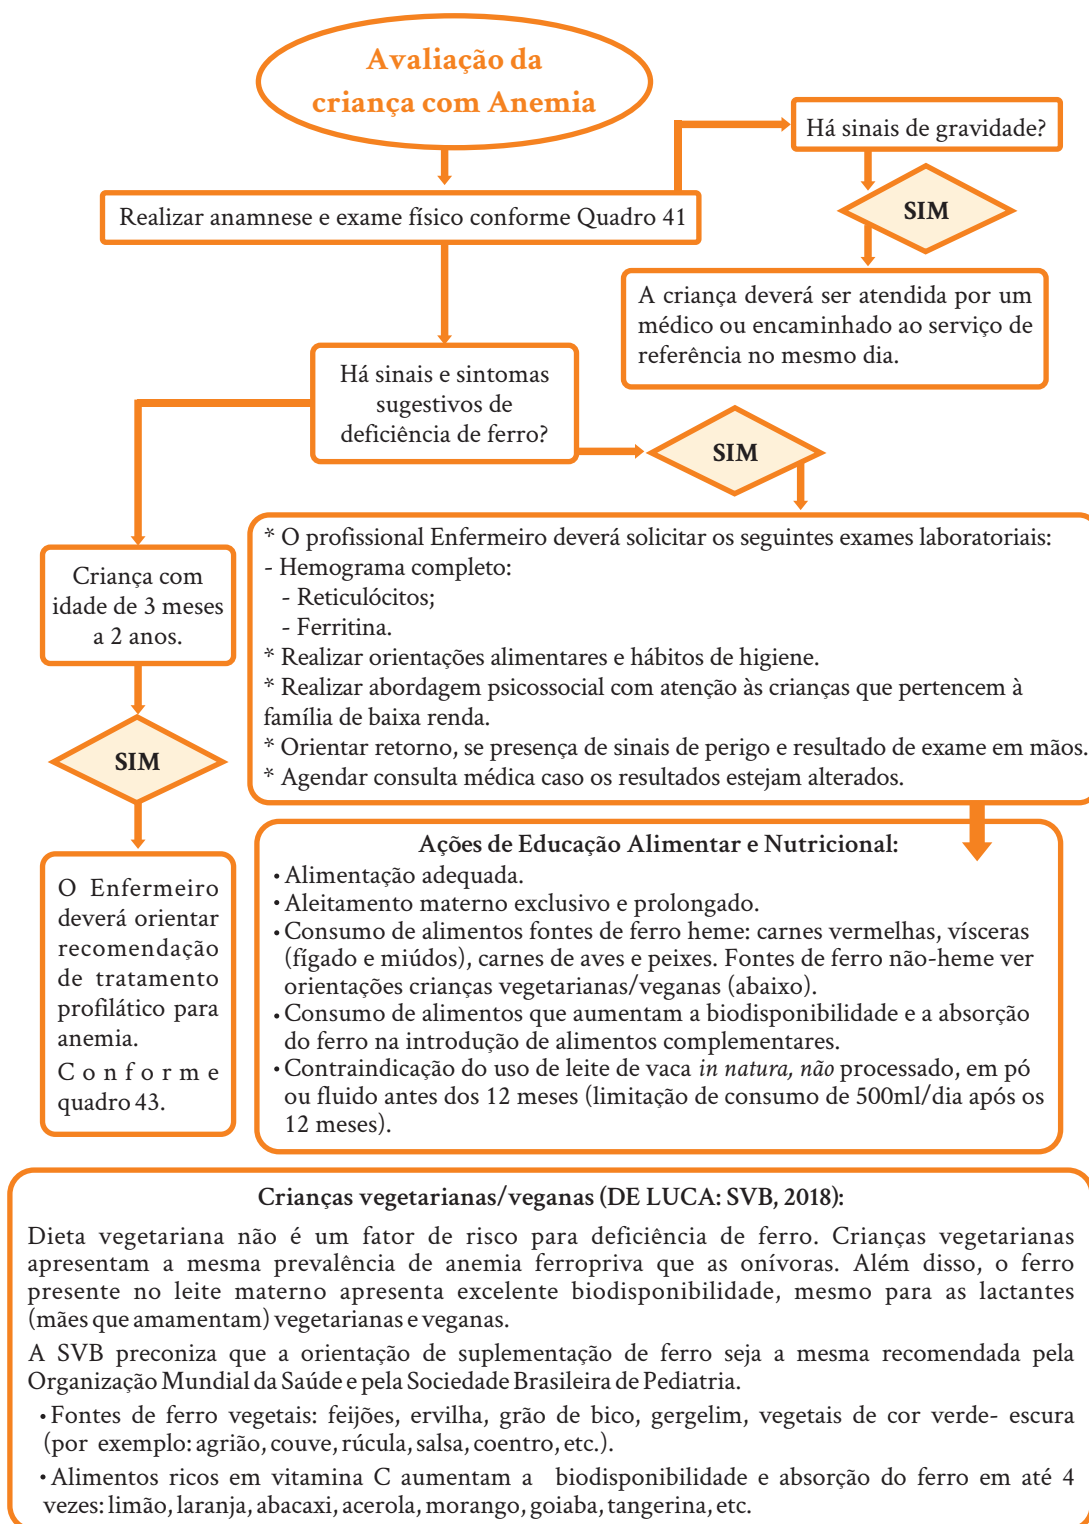 Avaliação da
criança com Anemia
Há sinais de gravidade?
Realizar anamnese e exame físico conforme Quadro 41
SIM
A criança deverá ser atendida por um
médico ou encaminhado ao serviço de
referência no mesmo dia.
Há sinais e sintomas
sugestivos de
deficiência de ferro?
SIM
Criança com
idade de 3 meses
a 2 anos.
SIM
O Enfermeiro
deverá orientar
recomendação
de tratamento
profilático para
anemia.
Conforme
quadro 43.
* O profissional Enfermeiro deverá solicitar os seguintes exames laboratoriais:
- Hemograma completo:
- Reticulócitos;
- Ferritina.
* Realizar orientações alimentares e hábitos de higiene.
* Realizar abordagem psicossocial com atenção às crianças que pertencem à
família de baixa renda.
* Orientar retorno, se presença de sinais de perigo e resultado de exame em mãos.
* Agendar consulta médica caso os resultados estejam alterados.
Ações de Educação Alimentar e Nutricional:
• Alimentação adequada.
• Aleitamento materno exclusivo e prolongado.
• Consumo de alimentos fontes de ferro heme: carnes vermelhas, vísceras
(fígado e miúdos), carnes de aves e peixes. Fontes de ferro não-heme ver
orientações crianças vegetarianas/veganas (abaixo).
• Consumo de alimentos que aumentam a biodisponibilidade e a absorção
do ferro na introdução de alimentos complementares.
• Contraindicação do uso de leite de vaca in natura, não processado, em pó
ou fluido antes dos 12 meses (limitação de consumo de 500ml/dia após os
12 meses).
Crianças vegetarianas/veganas (DE LUCA: SVB, 2018):
Dieta vegetariana não é um fator de risco para deficiência de ferro. Crianças vegetarianas
apresentam a mesma prevalência de anemia ferropriva que as onívoras. Além disso, o ferro
presente no leite materno apresenta excelente biodisponibilidade, mesmo para as lactantes
(mães que amamentam) vegetarianas e veganas.
A SVB preconiza que a orientação de suplementação de ferro seja a mesma recomendada pela
Organização Mundial da Saúde e pela Sociedade Brasileira de Pediatria.
• Fontes de ferro vegetais: feijões, ervilha, grão de bico, gergelim, vegetais de cor verde- escura
(por exemplo: agrião, couve, rúcula, salsa, coentro, etc.).
• Alimentos ricos em vitamina C aumentam a biodisponibilidade e absorção do ferro em até 4
vezes: limão, laranja, abacaxi, acerola, morango, goiaba, tangerina, etc.